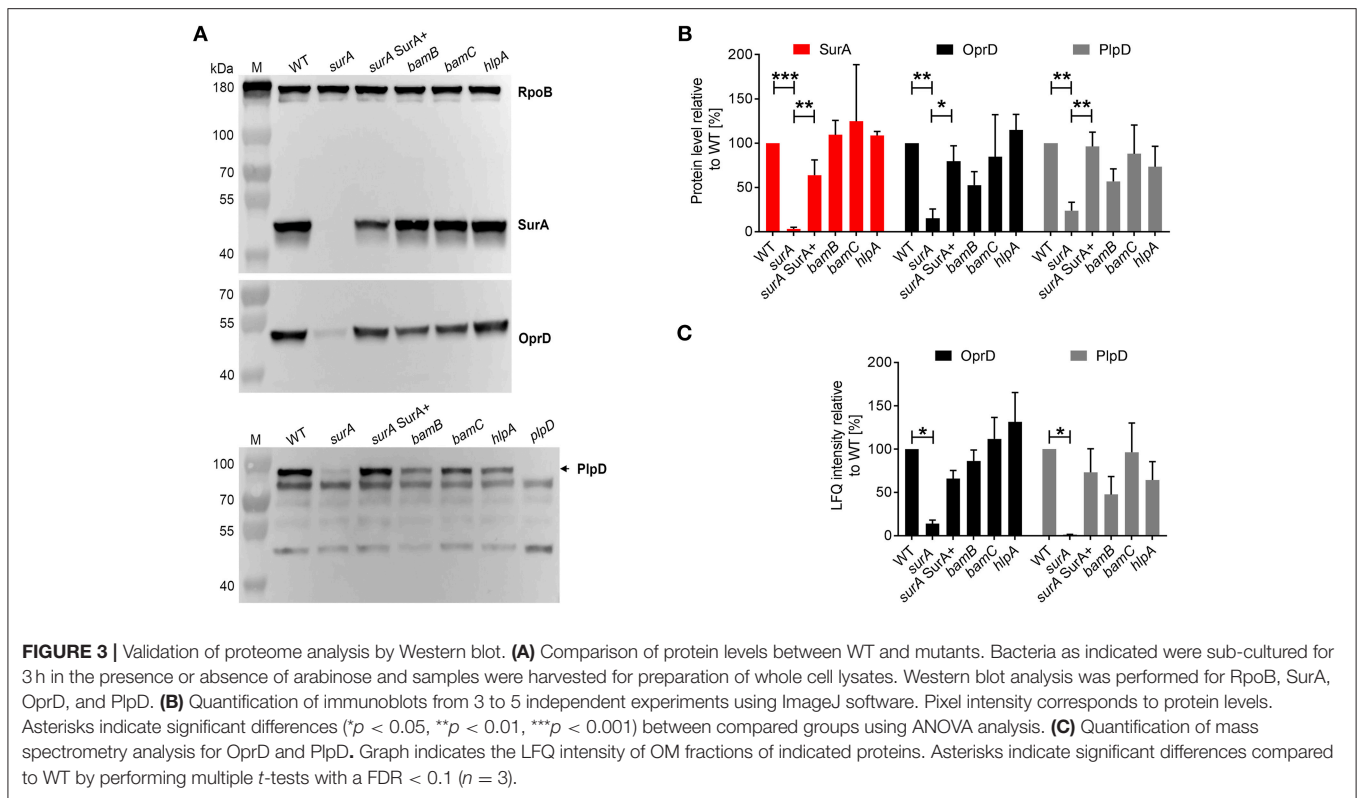 A
kDa M WT surA surA SurA+ bamB bamC hlpA
180 RpoB
100
70
55
SurA
40
70
55
OprD
40
M WT surA surA SurA+ bamB bamC hlpA plpD
100 PlpD
70
55
40
B
SurA OprD PlpD
Protein level relative
to WT [%]
200
150
100
50
0
*** ** ** * ** **
WT surA surA SurA+ bamB bamC hlpA WT surA surA SurA+ bamB bamC hlpA WT surA surA SurA+ bamB bamC hlpA
C
OprD PlpD
LFQ intensity relative
to WT [%]
200
150
100
50
0
* *
WT surA surA SurA+ bamB bamC hlpA WT surA surA SurA+ bamB bamC hlpA
FIGURE 3 | Validation of proteome analysis by Western blot. (A) Comparison of protein levels between WT and mutants. Bacteria as indicated were sub-cultured for
3 h in the presence or absence of arabinose and samples were harvested for preparation of whole cell lysates. Western blot analysis was performed for RpoB, SurA,
OprD, and PlpD. (B) Quantification of immunoblots from 3 to 5 independent experiments using ImageJ software. Pixel intensity corresponds to protein levels.
Asterisks indicate significant differences (*p < 0.05, **p < 0.01, ***p < 0.001) between compared groups using ANOVA analysis. (C) Quantification of mass
spectrometry analysis for OprD and PlpD. Graph indicates the LFQ intensity of OM fractions of indicated proteins. Asterisks indicate significant differences compared
to WT by performing multiple t-tests with a FDR < 0.1 (n = 3).